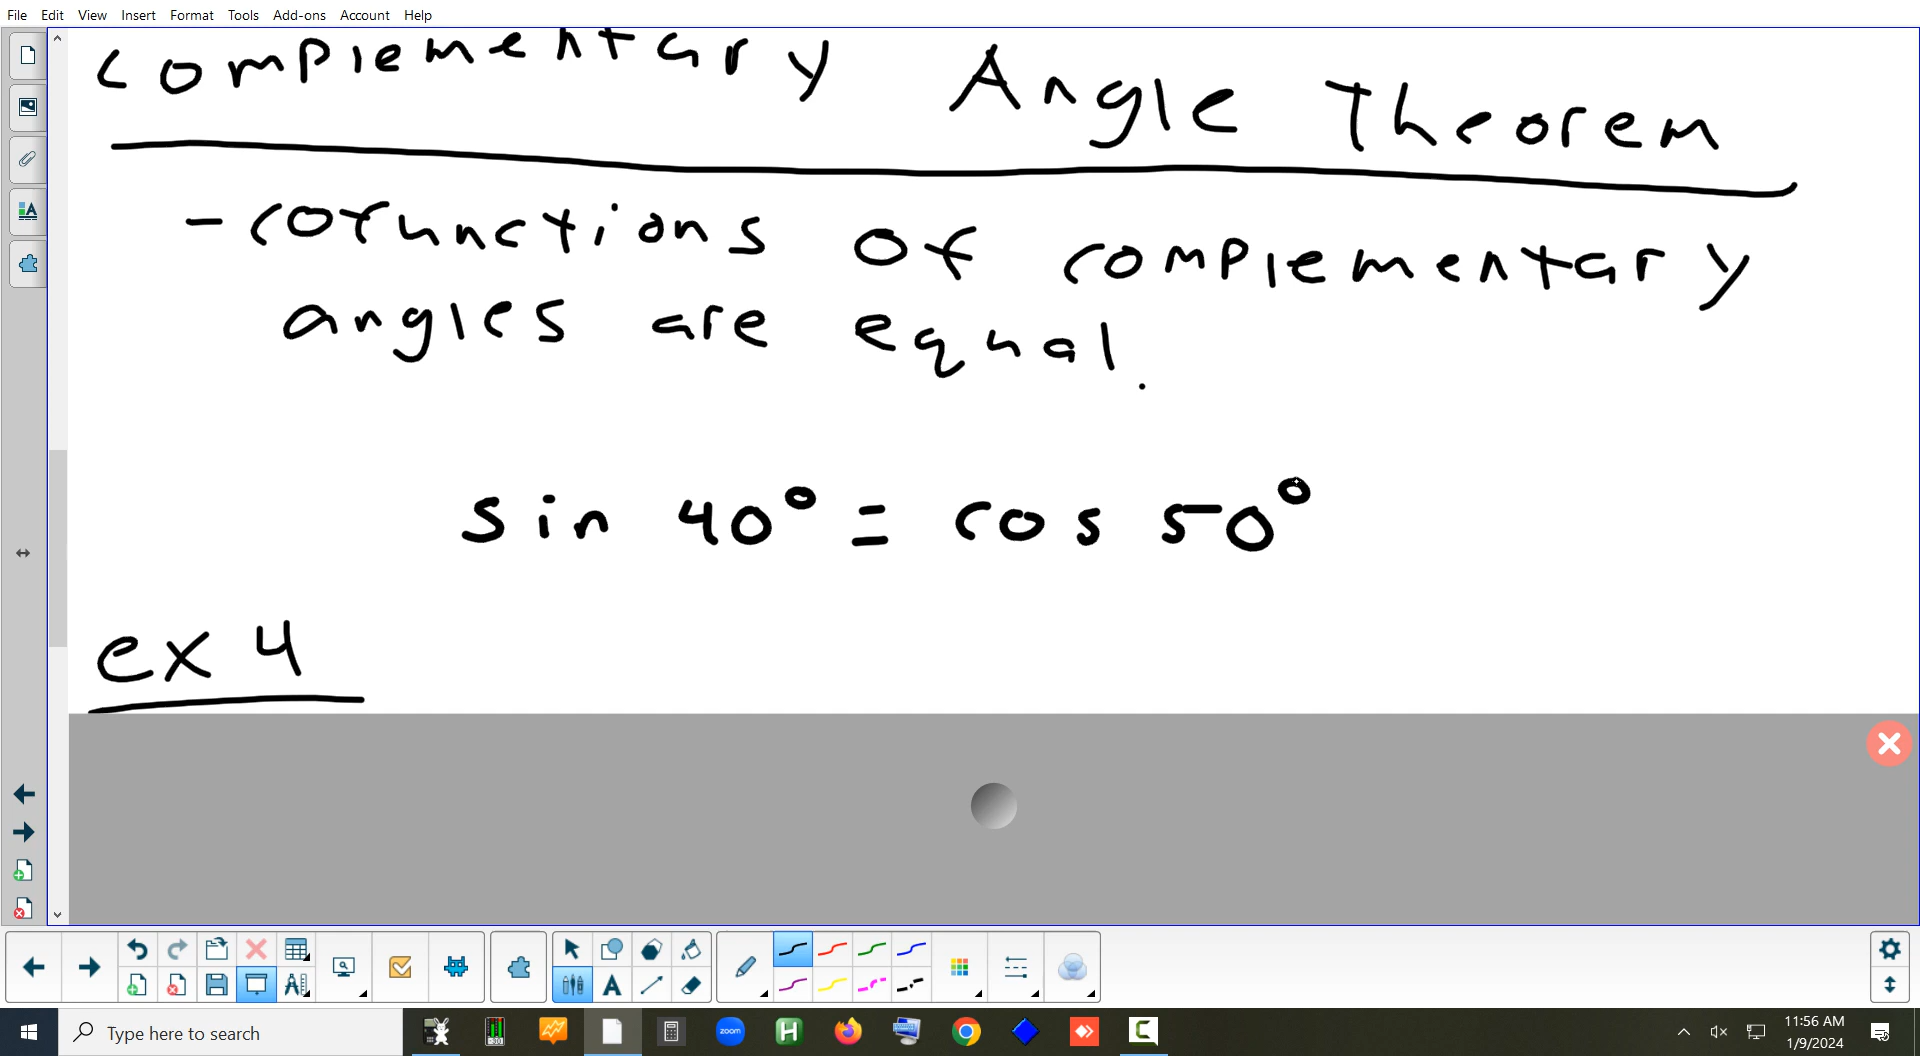 File Edit View Insert Format Tools Add-ons Account Help
Complementary Angle Theorem
- cofunctions of complementary
angles are equal.
sin 40° = cos 50°
ex 4
Type here to search
zoom
11:56 AM
1/9/2024